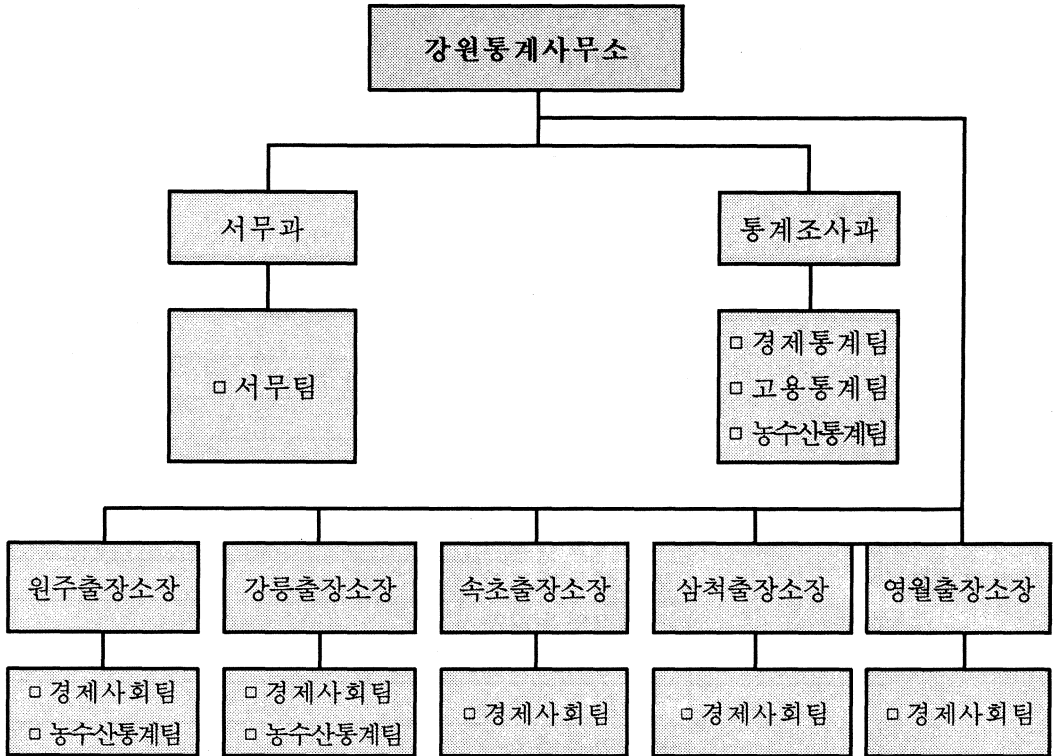 강원통계사무소
서무과
통계조사과
□ 서무팀
□ 경제통계팀
□ 고용통계팀
□ 농수산통계팀
원주출장소장
강릉출장소장
속초출장소장
삼척출장소장
영월출장소장
□ 경제사회팀
□ 농수산통계팀
□ 경제사회팀
□ 농수산통계팀
□ 경제사회팀
□ 경제사회팀
□ 경제사회팀